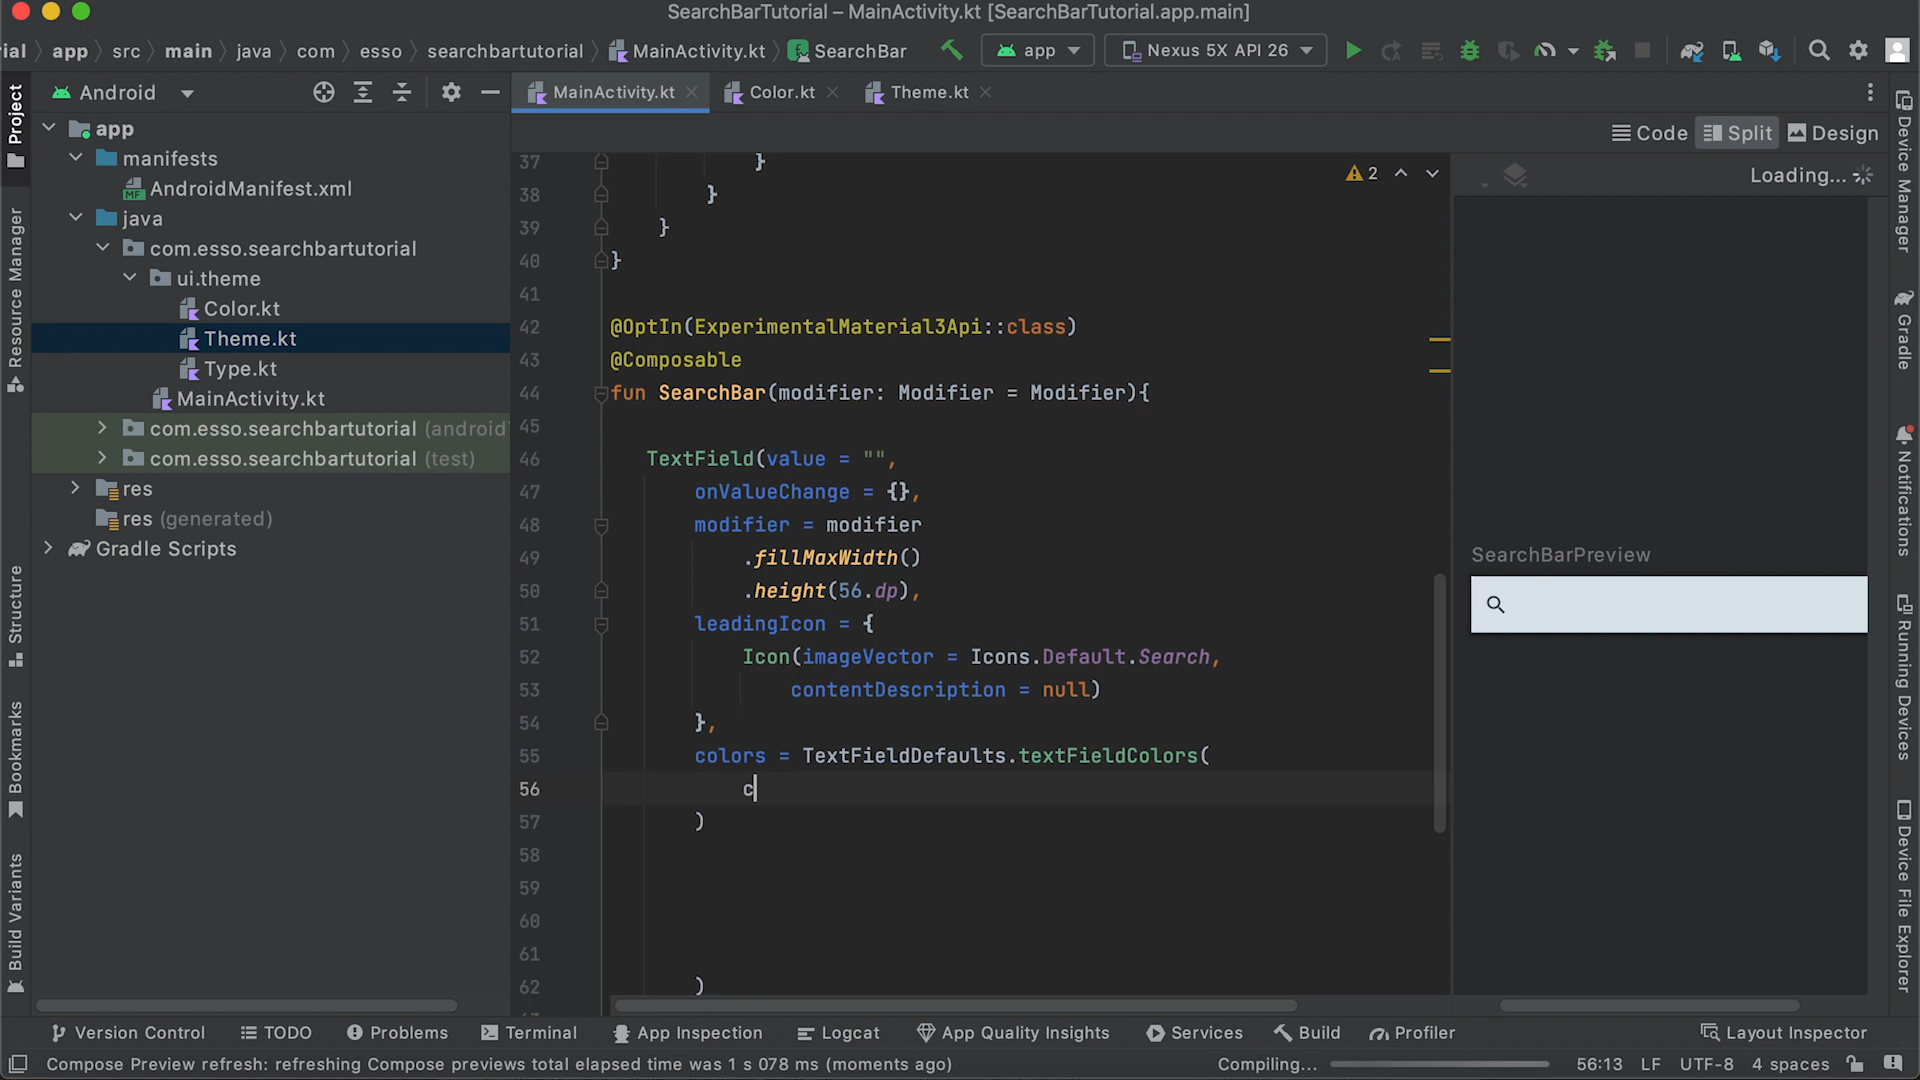 SearchBarTutorial – MainActivity.kt [SearchBarTutorial.app.main]
ial app src main java com esso searchbartutorial MainActivity.kt SearchBar app Nexus 5X API 26
Android
MainActivity.kt Color.kt Theme.kt
Code Split Design
app
manifests
AndroidManifest.xml
java
com.esso.searchbartutorial
ui.theme
Color.kt
Theme.kt
Type.kt
MainActivity.kt
com.esso.searchbartutorial (android
com.esso.searchbartutorial (test)
res
res (generated)
Gradle Scripts
Project
Resource Manager
Structure
Bookmarks
Build Variants
2
37 }
38 }
39 }
40 }
41
42 @OptIn(ExperimentalMaterial3Api::class)
43 @Composable
44 fun SearchBar(modifier: Modifier = Modifier){
45
46 TextField(value = "",
47 onValueChange = {},
48 modifier = modifier
49 .fillMaxWidth()
50 .height(56.dp),
51 leadingIcon = {
52 Icon(imageVector = Icons.Default.Search,
53 contentDescription = null)
54 },
55 colors = TextFieldDefaults.textFieldColors(
56 c
57 )
58
59
60
61
62 )
Loading...
SearchBarPreview
Device Manager
Gradle
Notifications
Running Devices
Device File Explorer
Version Control TODO Problems Terminal App Inspection Logcat App Quality Insights Services Build Profiler Layout Inspector
Compose Preview refresh: refreshing Compose previews total elapsed time was 1 s 078 ms (moments ago) Compiling... 56:13 LF UTF-8 4 spaces